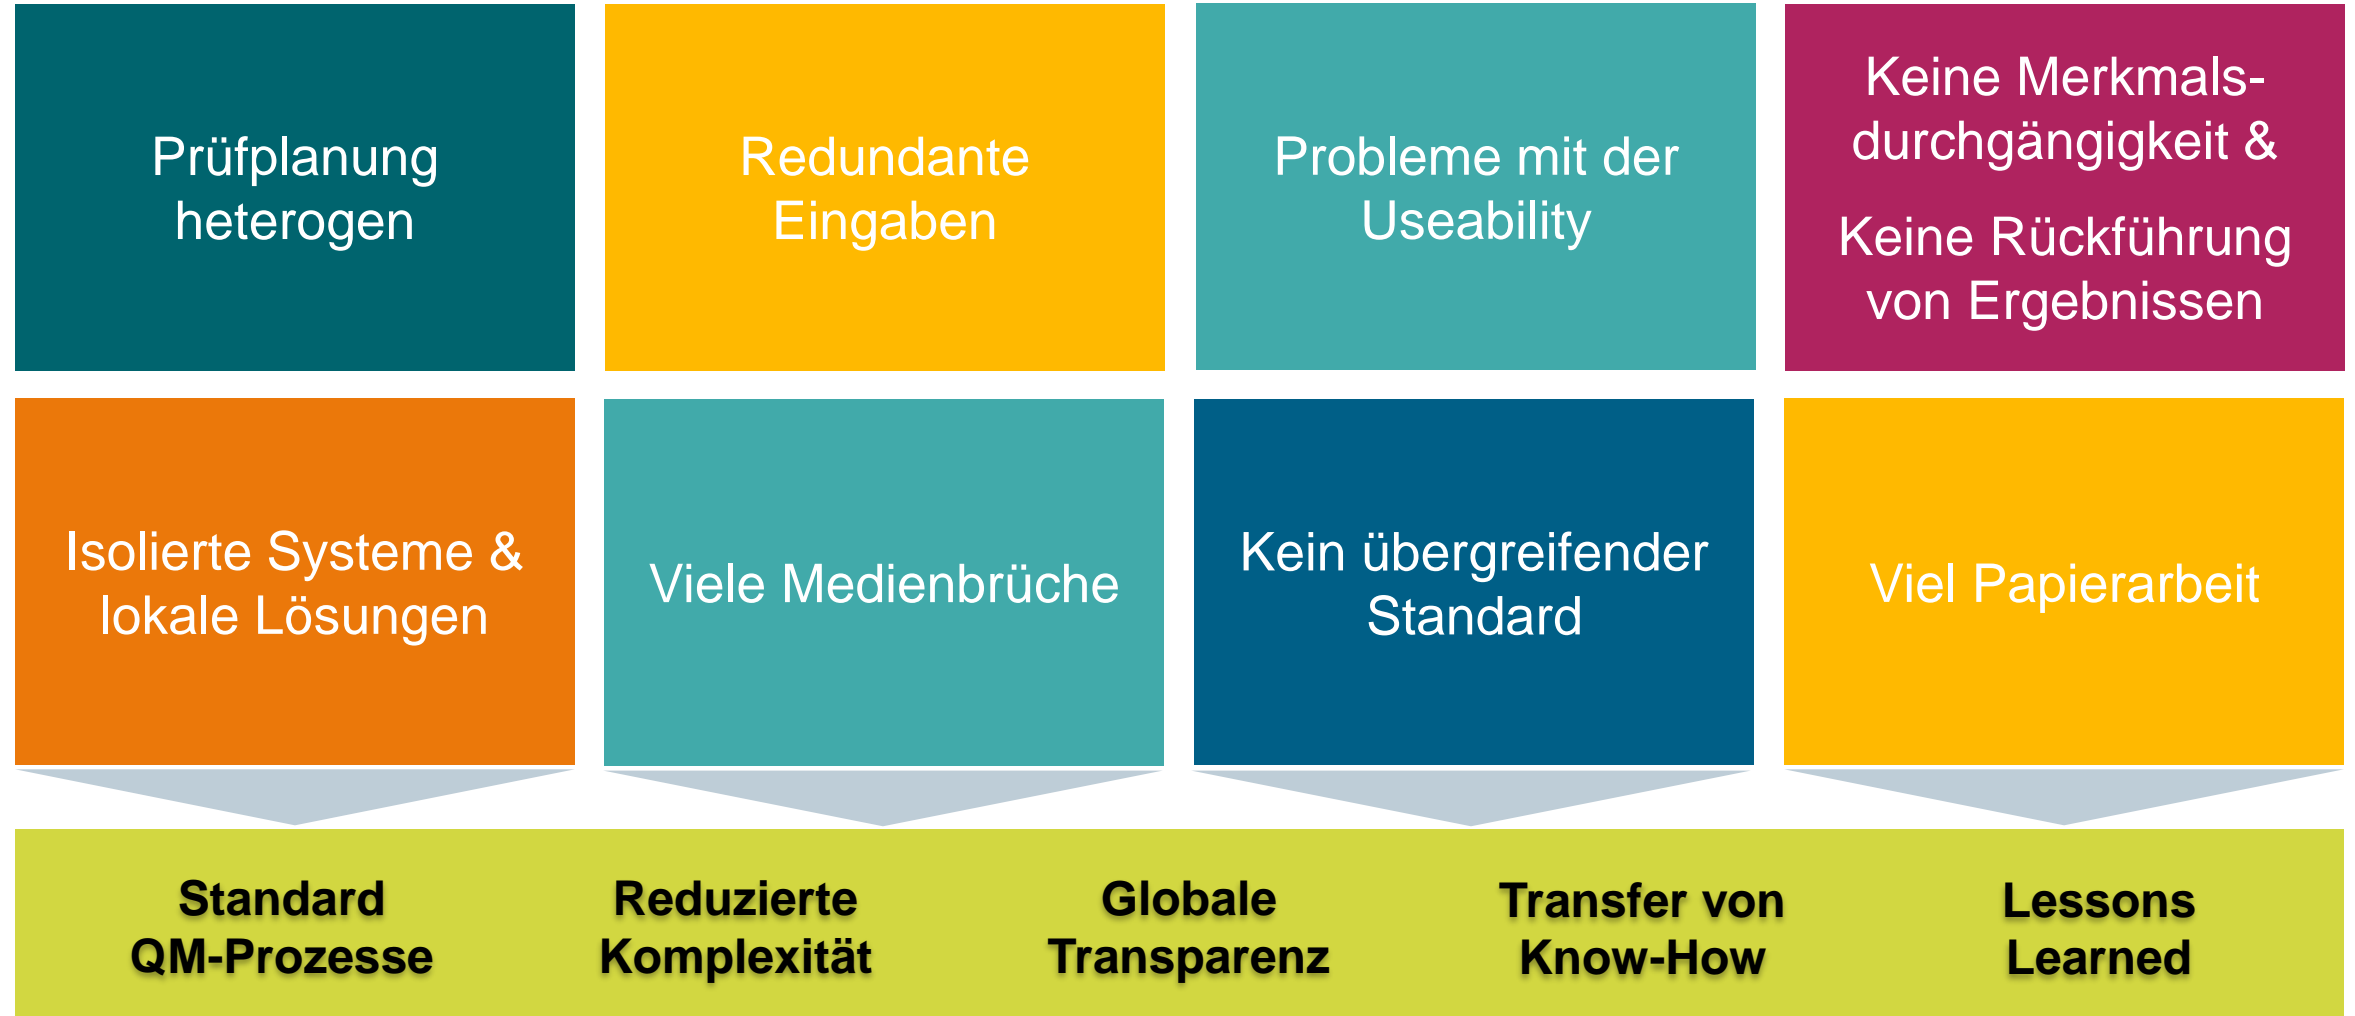 Prüfplanung
heterogen
Redundante
Eingaben
Probleme mit der
Useability
Keine Merkmals-
durchgängigkeit &
Keine Rückführung
von Ergebnissen
Isolierte Systeme &
lokale Lösungen
Viele Medienbrüche
Kein übergreifender
Standard
Viel Papierarbeit
Standard
QM-Prozesse
Reduzierte
Komplexität
Globale
Transparenz
Transfer von
Know-How
Lessons
Learned